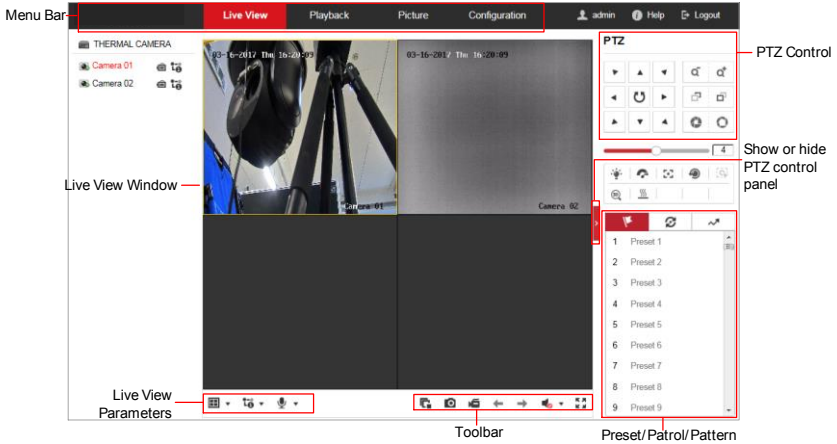 Menu Bar
Live View
Playback
Picture
Configuration
admin
Help
Logout
THERMAL CAMERA
Camera 01
Camera 02
03-16-2017 Thu 16:20:09
Camera 01
03-16-2017 Thu 16:20:09
Camera 02
Live View Window
PTZ
PTZ Control
4
Show or hide
PTZ control
panel
1 Preset 1
2 Preset 2
3 Preset 3
4 Preset 4
5 Preset 5
6 Preset 6
7 Preset 7
8 Preset 8
9 Preset 9
Live View
Parameters
Toolbar
Preset/Patrol/Pattern